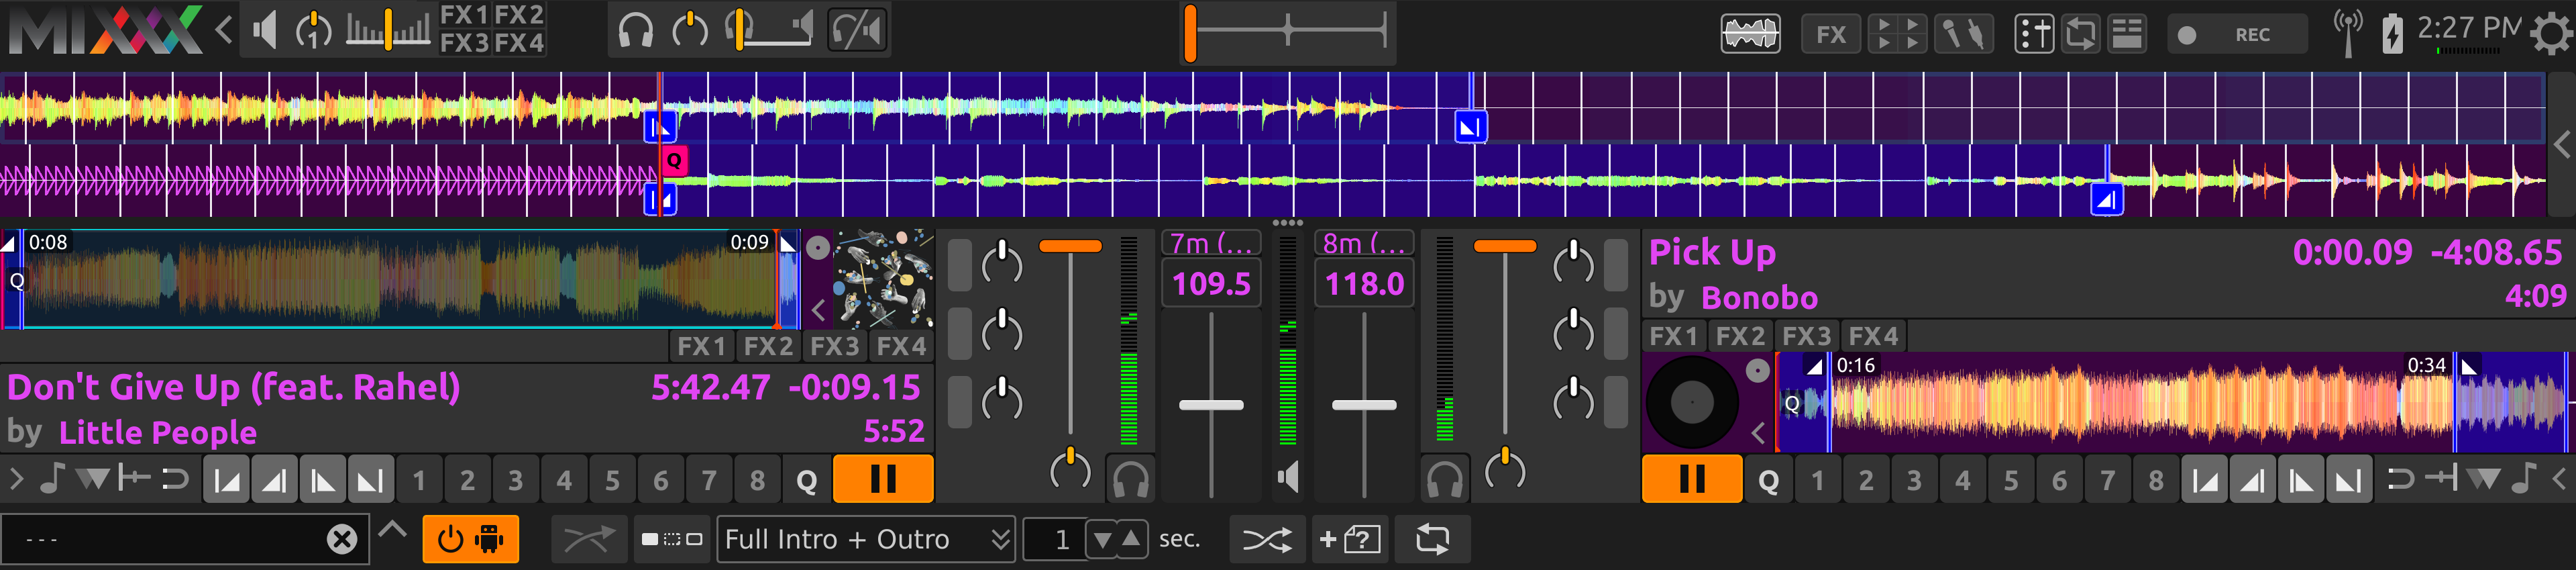 MIXXX
1
FX1 FX2
FX3 FX4
FX
REC
2:27 PM
Q
0:08
0:09
Q
FX1 FX2 FX3 FX4
Don't Give Up (feat. Rahel)
5:42.47 -0:09.15
by Little People
5:52
1 2 3 4 5 6 7 8 Q
7m (...
8m (...
109.5
118.0
Pick Up
0:00.09 -4:08.65
by Bonobo
4:09
FX1 FX2 FX3 FX4
0:16
0:34
Q
Q 1 2 3 4 5 6 7 8
---
Full Intro + Outro
1
sec.
+ ?